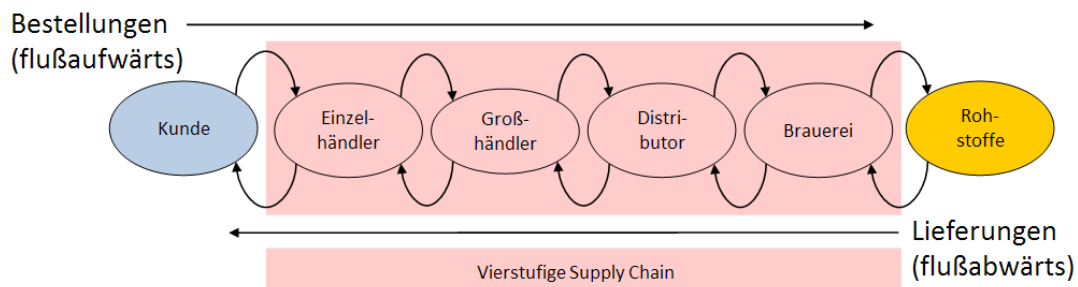 Bestellungen
(flußaufwärts)
Kunde
Einzel-
händler
Groß-
händler
Distri-
butor
Brauerei
Roh-
stoffe
Lieferungen
(flußabwärts)
Vierstufige Supply Chain